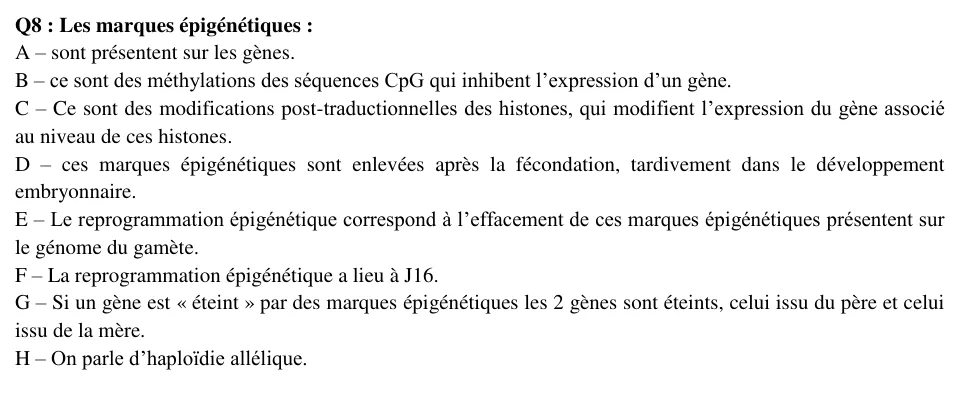 Q8 : Les marques épigénétiques :
A – sont présentent sur les gènes.
B – ce sont des méthylations des séquences CpG qui inhibent l'expression d'un gène.
C – Ce sont des modifications post-traductionnelles des histones, qui modifient l'expression du gène associé
au niveau de ces histones.
D – ces marques épigénétiques sont enlevées après la fécondation, tardivement dans le développement
embryonnaire.
E – Le reprogrammation épigénétique correspond à l'effacement de ces marques épigénétiques présentent sur
le génome du gamète.
F – La reprogrammation épigénétique a lieu à J16.
G – Si un gène est « éteint » par des marques épigénétiques les 2 gènes sont éteints, celui issu du père et celui
issu de la mère.
H – On parle d'haploïdie allélique.